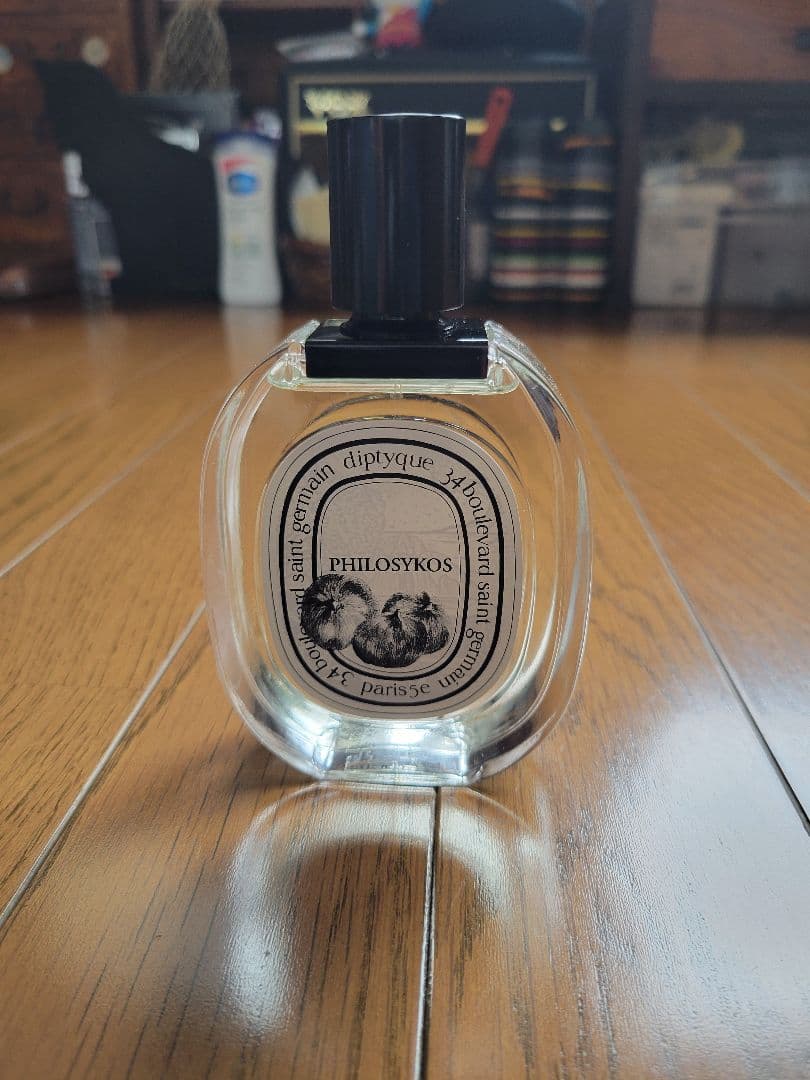 diptyque
34 boulevard saint germain
paris5e
34 boulevard saint germain
PHILOSYKOS